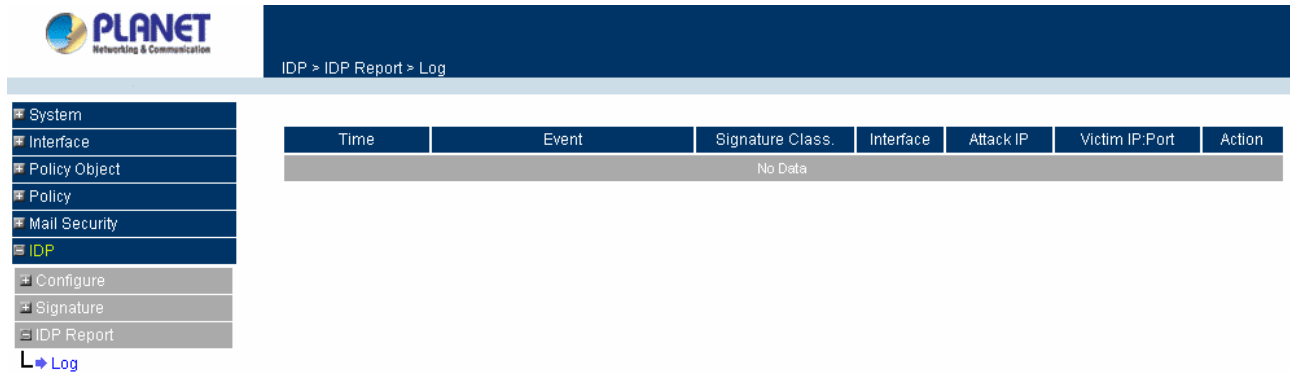 PLANET
Networking & Communication
IDP > IDP Report > Log
System
Interface
Policy Object
Policy
Mail Security
IDP
Configure
Signature
IDP Report
Log
Time Event Signature Class. Interface Attack IP Victim IP:Port Action
No Data